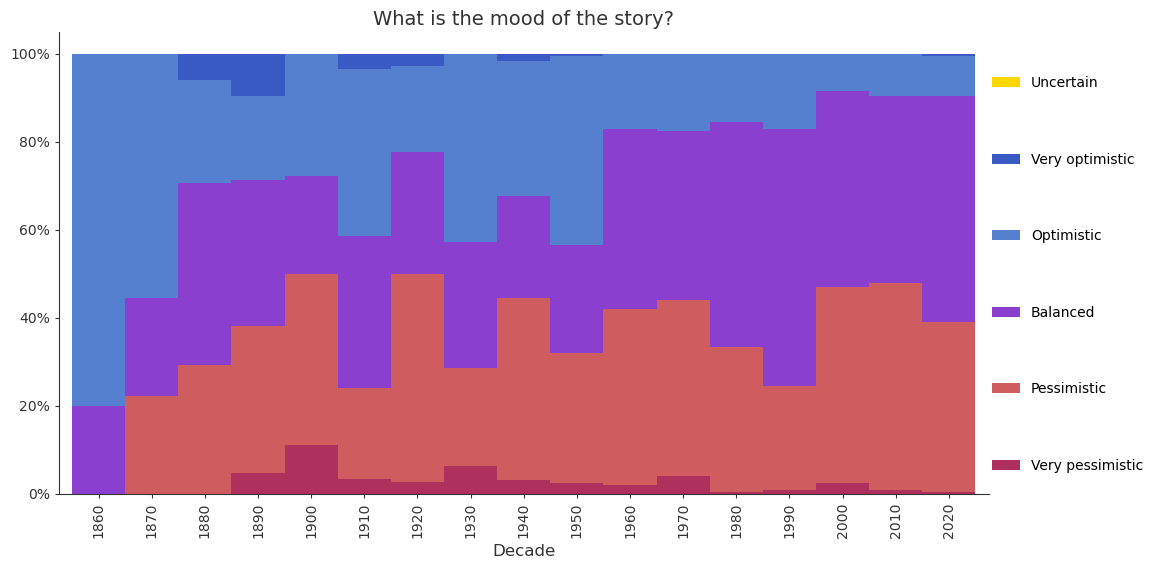 What is the mood of the story?
100%
80%
60%
40%
20%
0%
1860
1870
1880
1890
1900
1910
1920
1930
1940
1950
1960
1970
1980
1990
2000
2010
2020
Decade
Uncertain
Very optimistic
Optimistic
Balanced
Pessimistic
Very pessimistic